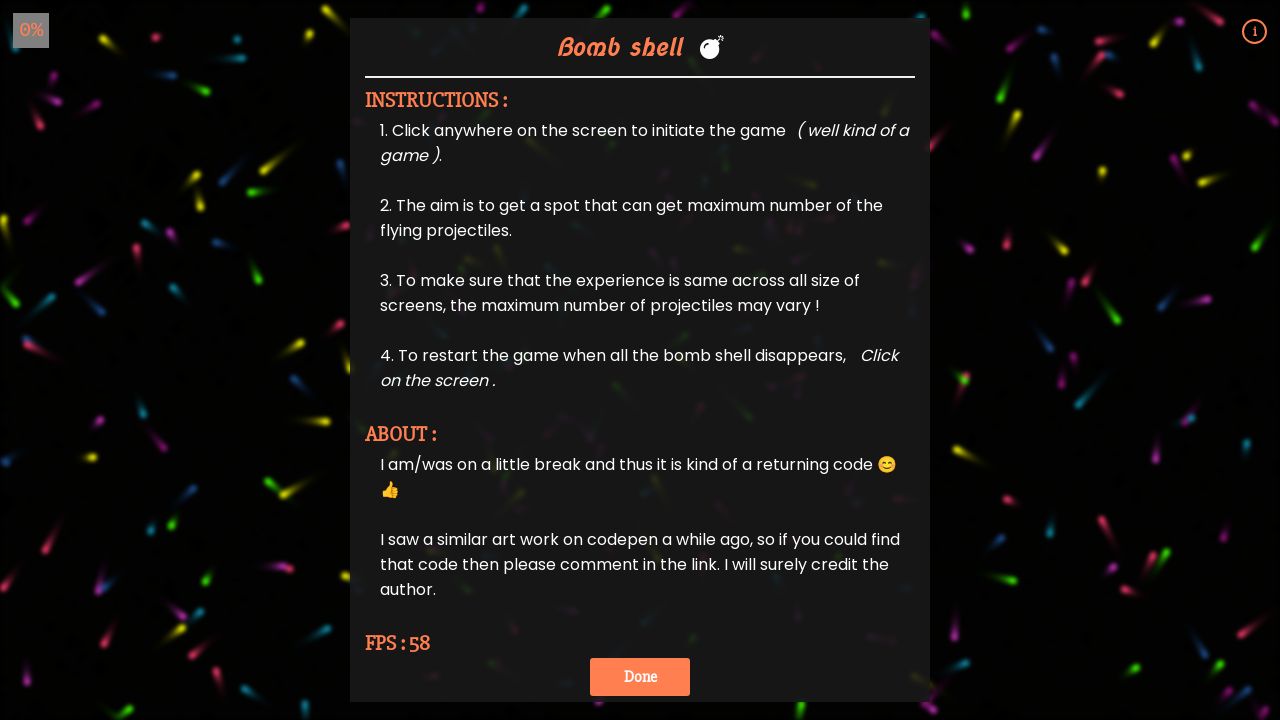 0%
i
Bomb shell 💣
INSTRUCTIONS :
1. Click anywhere on the screen to initiate the game ( well kind of a
game ).
2. The aim is to get a spot that can get maximum number of the
flying projectiles.
3. To make sure that the experience is same across all size of
screens, the maximum number of projectiles may vary !
4. To restart the game when all the bomb shell disappears, Click
on the screen .
ABOUT :
I am/was on a little break and thus it is kind of a returning code 😊
👍
I saw a similar art work on codepen a while ago, so if you could find
that code then please comment in the link. I will surely credit the
author.
FPS : 58
Done